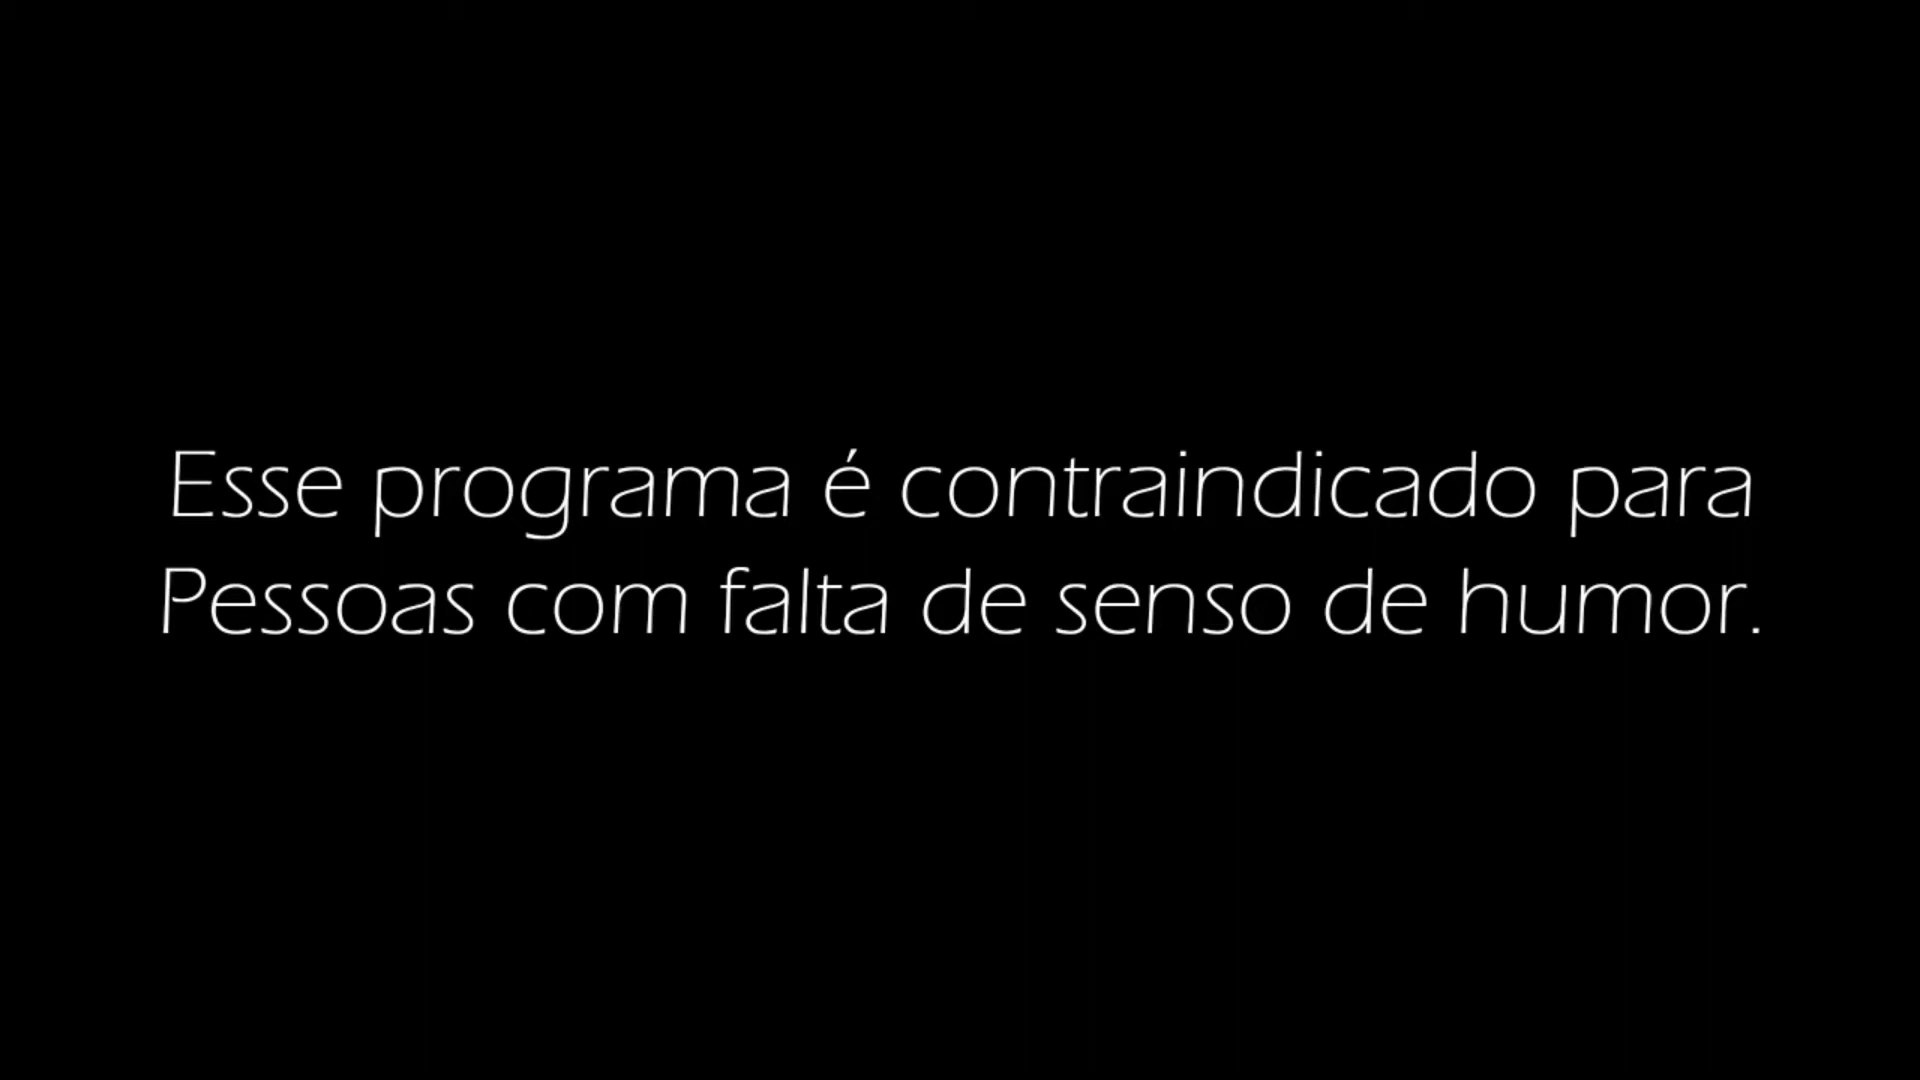 Esse programa é contraindicado para
Pessoas com falta de senso de humor.